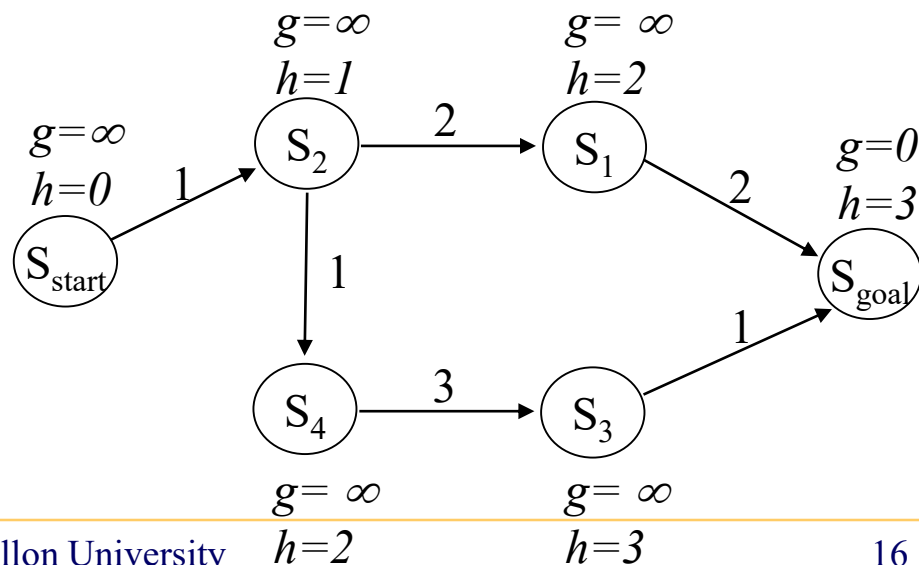 g=∞
h=1
g= ∞
h=2
g=∞
h=0
g=0
h=3
S2
S1
Sstart
Sgoal
1
2
2
1
3
1
S4
S3
g= ∞
h=2
g= ∞
h=3
llon University
16